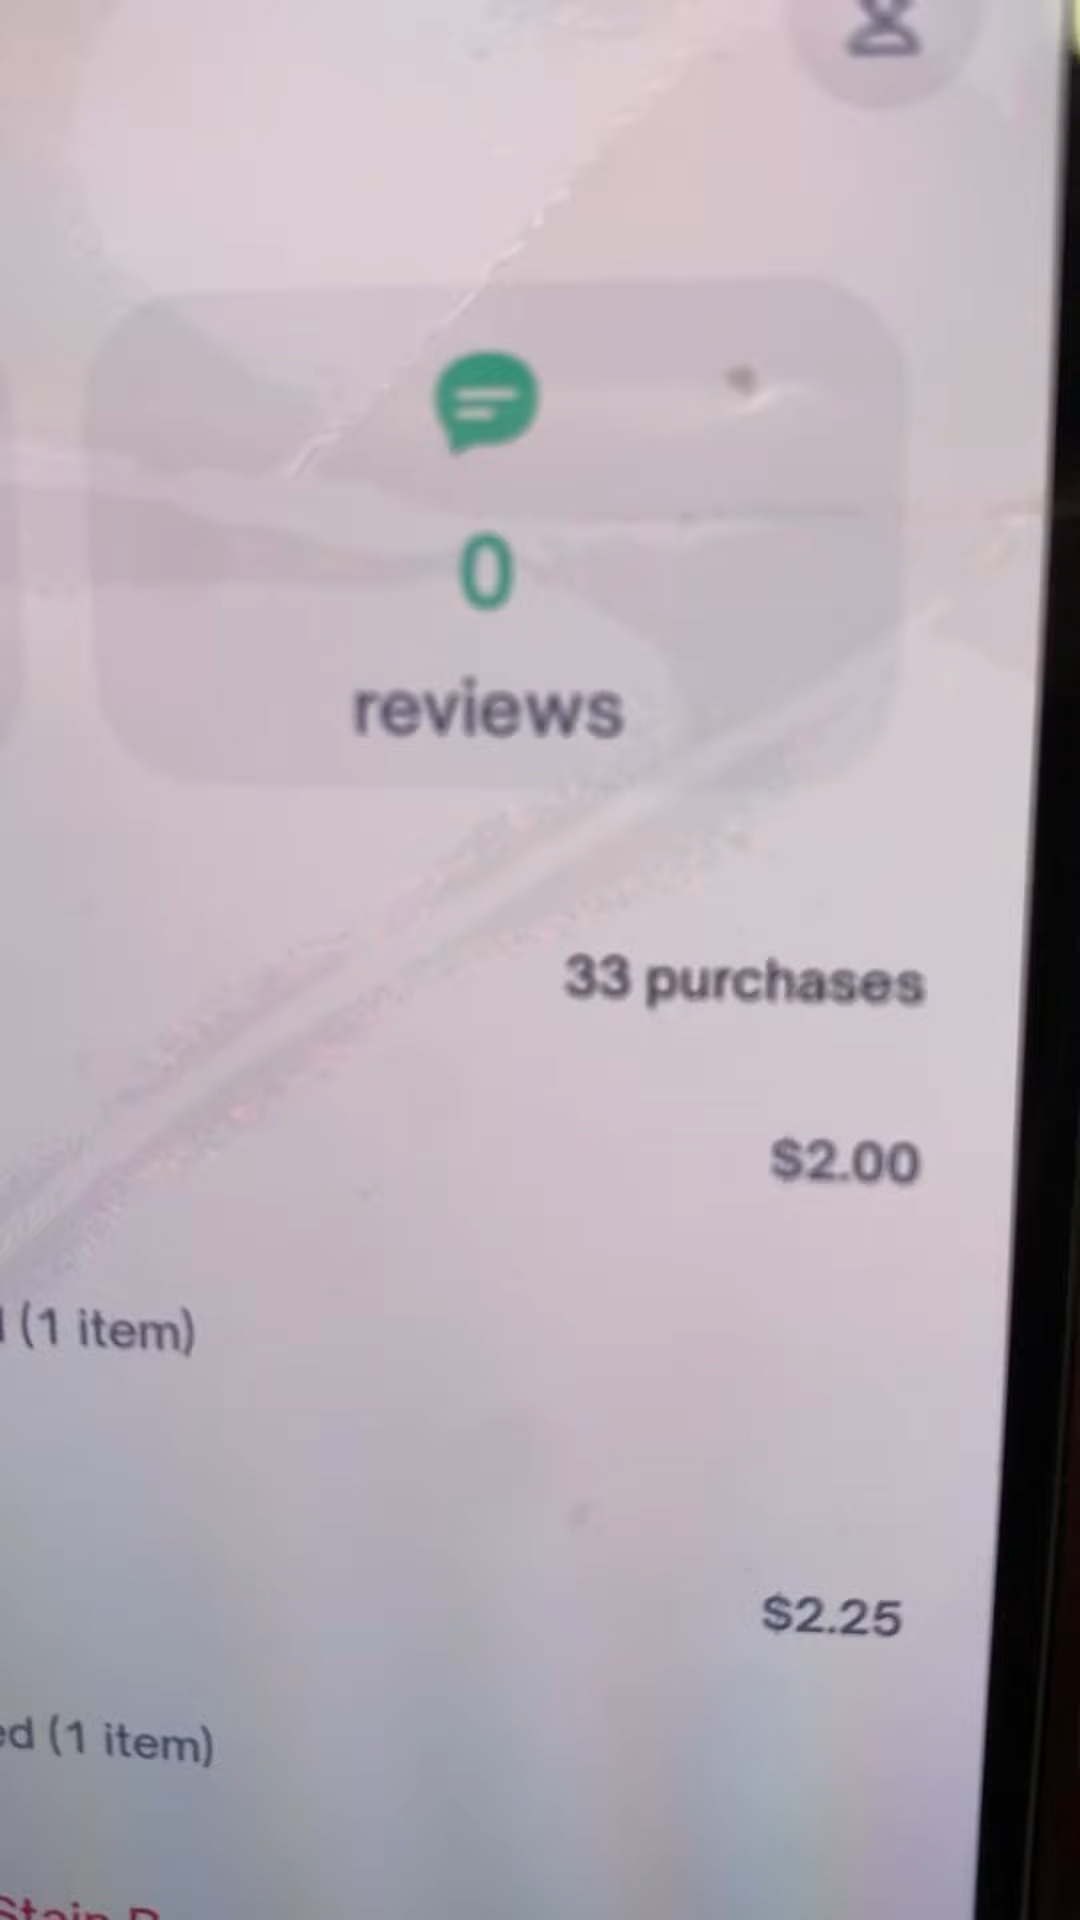 0
reviews
33 purchases
$2.00
(1 item)
$2.25
(1 item)